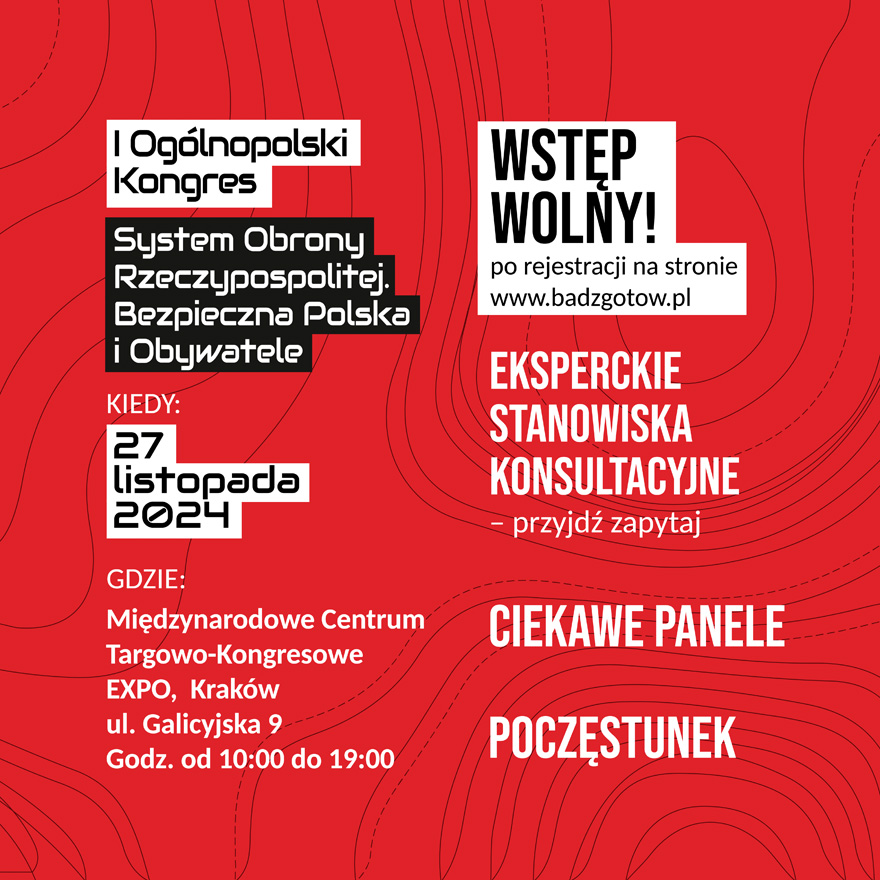 I Ogólnopolski
Kongres
System Obrony
Rzeczypospolitej.
Bezpieczna Polska
i Obywatele
KIEDY:
27
listopada
2024
GDZIE:
Międzynarodowe Centrum
Targowo-Kongresowe
EXPO, Kraków
ul. Galicyjska 9
Godz. od 10:00 do 19:00
WSTĘP
WOLNY!
po rejestracji na stronie
www.badzgotow.pl
EKSPERCKIE
STANOWISKA
KONSULTACYJNE
– przyjdź zapytaj
CIEKAWE PANELE
POCZĘSTUNEK